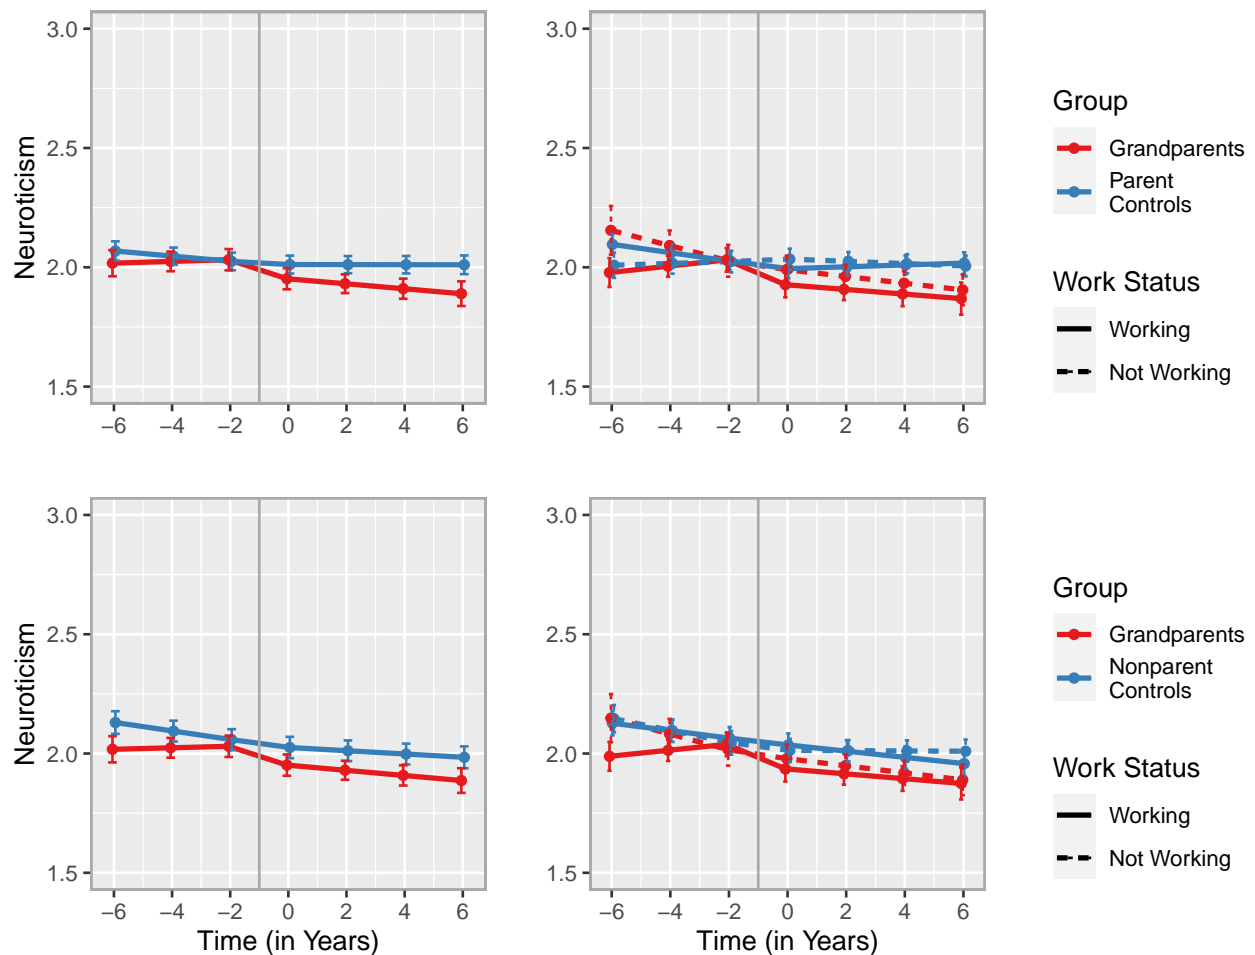 3.0
2.5
2.0
1.5
Neuroticism
−6 −4 −2 0 2 4 6
3.0
2.5
2.0
1.5
−6 −4 −2 0 2 4 6
Group
Grandparents
Parent
Controls
Work Status
Working
Not Working
3.0
2.5
2.0
1.5
Neuroticism
−6 −4 −2 0 2 4 6
Time (in Years)
3.0
2.5
2.0
1.5
−6 −4 −2 0 2 4 6
Time (in Years)
Group
Grandparents
Nonparent
Controls
Work Status
Working
Not Working